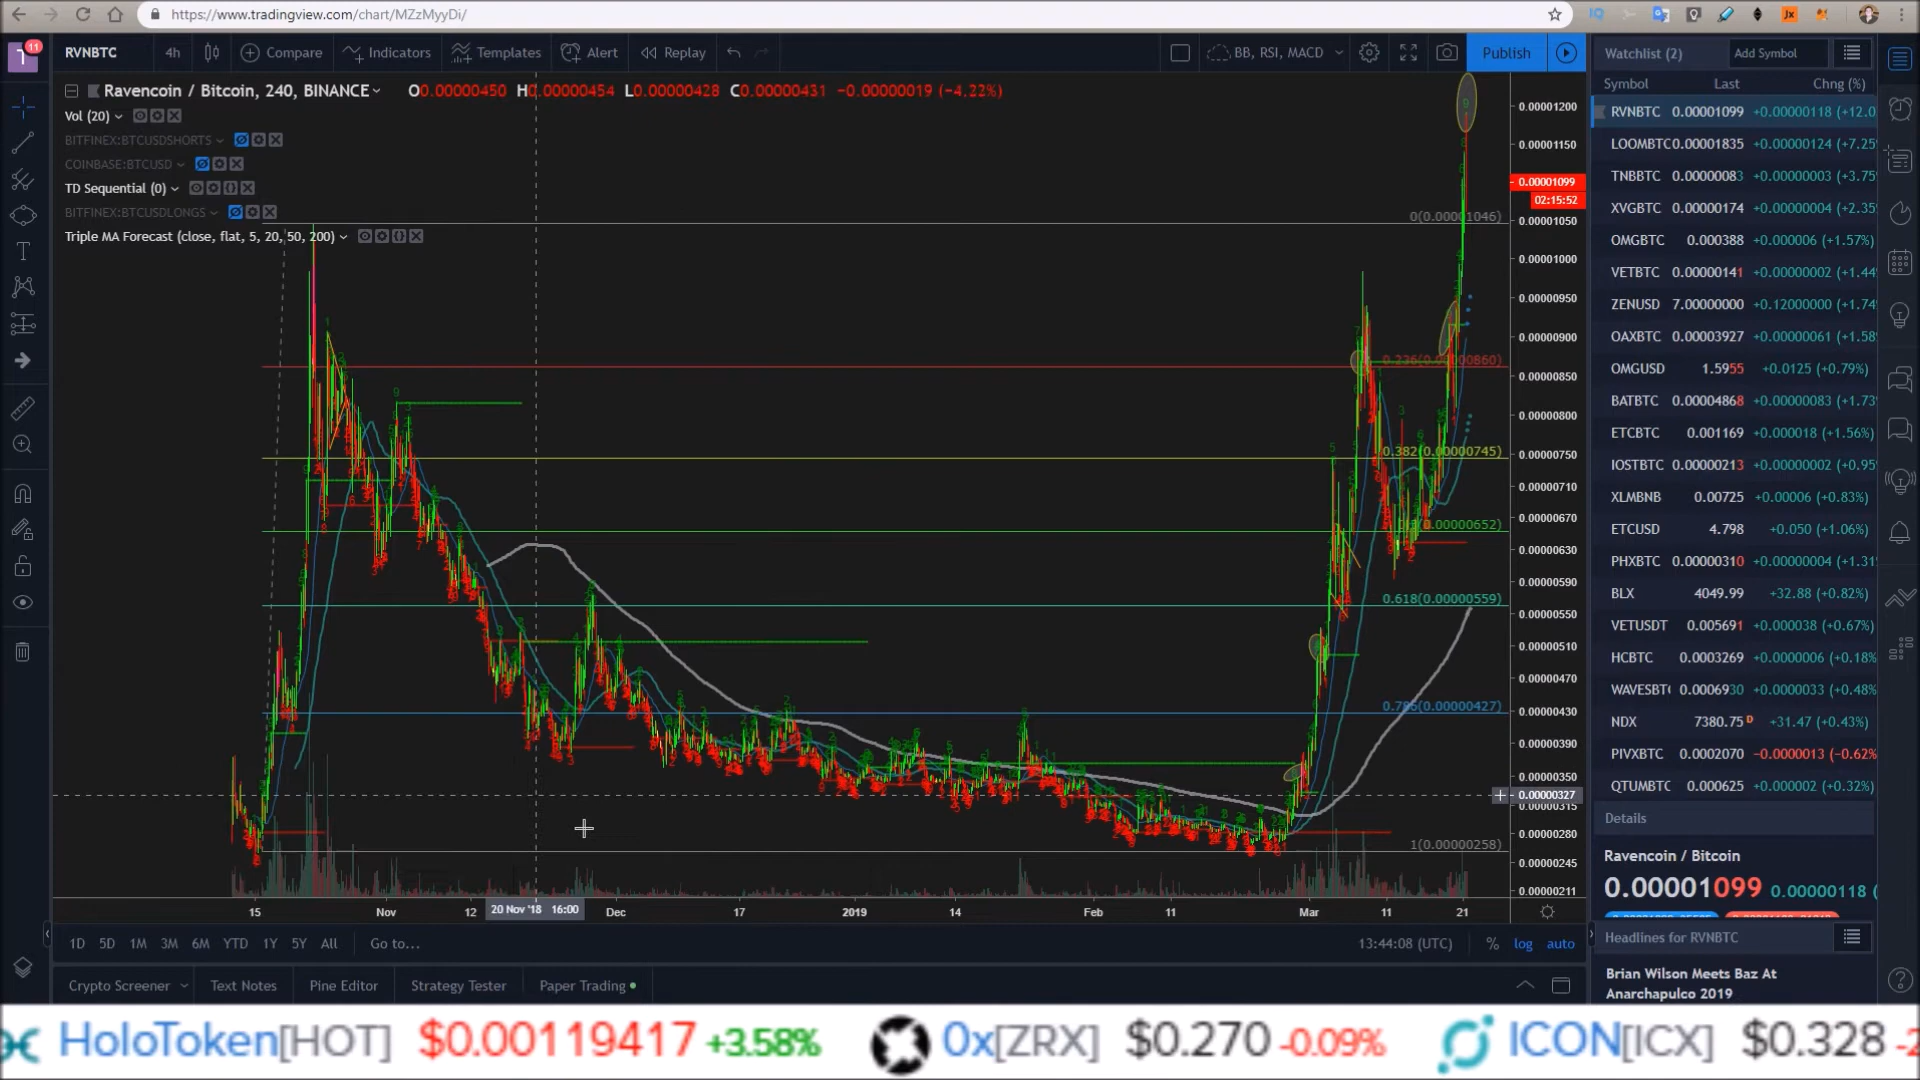 https://www.tradingview.com/chart/MZzMyyDi/
11
RVNBTC 4h Compare Indicators Templates Alert Replay BB, RSI, MACD Publish
Watchlist (2) Add Symbol
Symbol Last Chng (%)
Ravencoin / Bitcoin, 240, BINANCE O0.00000450 H0.00000454 L0.00000428 C0.00000431 −0.00000019 (−4.22%)
Vol (20)
BITFINEX:BTCUSDSHORTS
COINBASE:BTCUSD
TD Sequential (0)
BITFINEX:BTCUSDLONGS
Triple MA Forecast (close, flat, 5, 20, 50, 200)
0(0.00001046)
0.236(0.00000860)
0.382(0.00000745)
0.5(0.00000652)
0.618(0.00000559)
0.786(0.00000427)
1(0.00000258)
0.00001200
0.00001150
0.00001099
02:15:52
0.00001050
0.00001000
0.00000950
0.00000900
0.00000850
0.00000800
0.00000750
0.00000710
0.00000670
0.00000630
0.00000590
0.00000550
0.00000510
0.00000470
0.00000430
0.00000390
0.00000350
0.00000327
0.00000315
0.00000280
0.00000245
0.00000211
15 Nov 12 20 Nov '18 16:00 Dec 17 2019 14 Feb 11 Mar 11 21
1D 5D 1M 3M 6M YTD 1Y 5Y All Go to... 13:44:08 (UTC) % log auto
Crypto Screener Text Notes Pine Editor Strategy Tester Paper Trading
RVNBTC 0.00001099 +0.00000118 (+12.0
LOOMBTC 0.00001835 +0.00000124 (+7.25
TNBBTC 0.00000083 +0.00000003 (+3.75
XVGBTC 0.00000174 +0.00000004 (+2.35
OMGBTC 0.000388 +0.000006 (+1.57%)
VETBTC 0.00000141 +0.00000002 (+1.44
ZENUSD 7.00000000 +0.12000000 (+1.74
OAXBTC 0.00003927 +0.00000061 (+1.58
OMGUSD 1.5955 +0.0125 (+0.79%)
BATBTC 0.00004868 +0.00000083 (+1.73
ETCBTC 0.001169 +0.000018 (+1.56%)
IOSTBTC 0.00000213 +0.00000002 (+0.95
XLMBNB 0.00725 +0.00006 (+0.83%)
ETCUSD 4.798 +0.050 (+1.06%)
PHXBTC 0.00000310 +0.00000004 (+1.31
BLX 4049.99 +32.88 (+0.82%)
VETUSDT 0.005691 +0.000038 (+0.67%)
HCBTC 0.0003269 +0.0000006 (+0.18%
WAVESBT 0.0006930 +0.0000033 (+0.48%
NDX 7380.75 D +31.47 (+0.43%)
PIVXBTC 0.0002070 −0.0000013 (−0.62%
QTUMBTC 0.000625 +0.000002 (+0.32%)
Details
Ravencoin / Bitcoin
0.00001099 0.00000118 (
Headlines for RVNBTC
Brian Wilson Meets Baz At
Anarchapulco 2019
HoloToken[HOT] $0.00119417 +3.58% 0x[ZRX] $0.270 -0.09% ICON[ICX] $0.328 -2